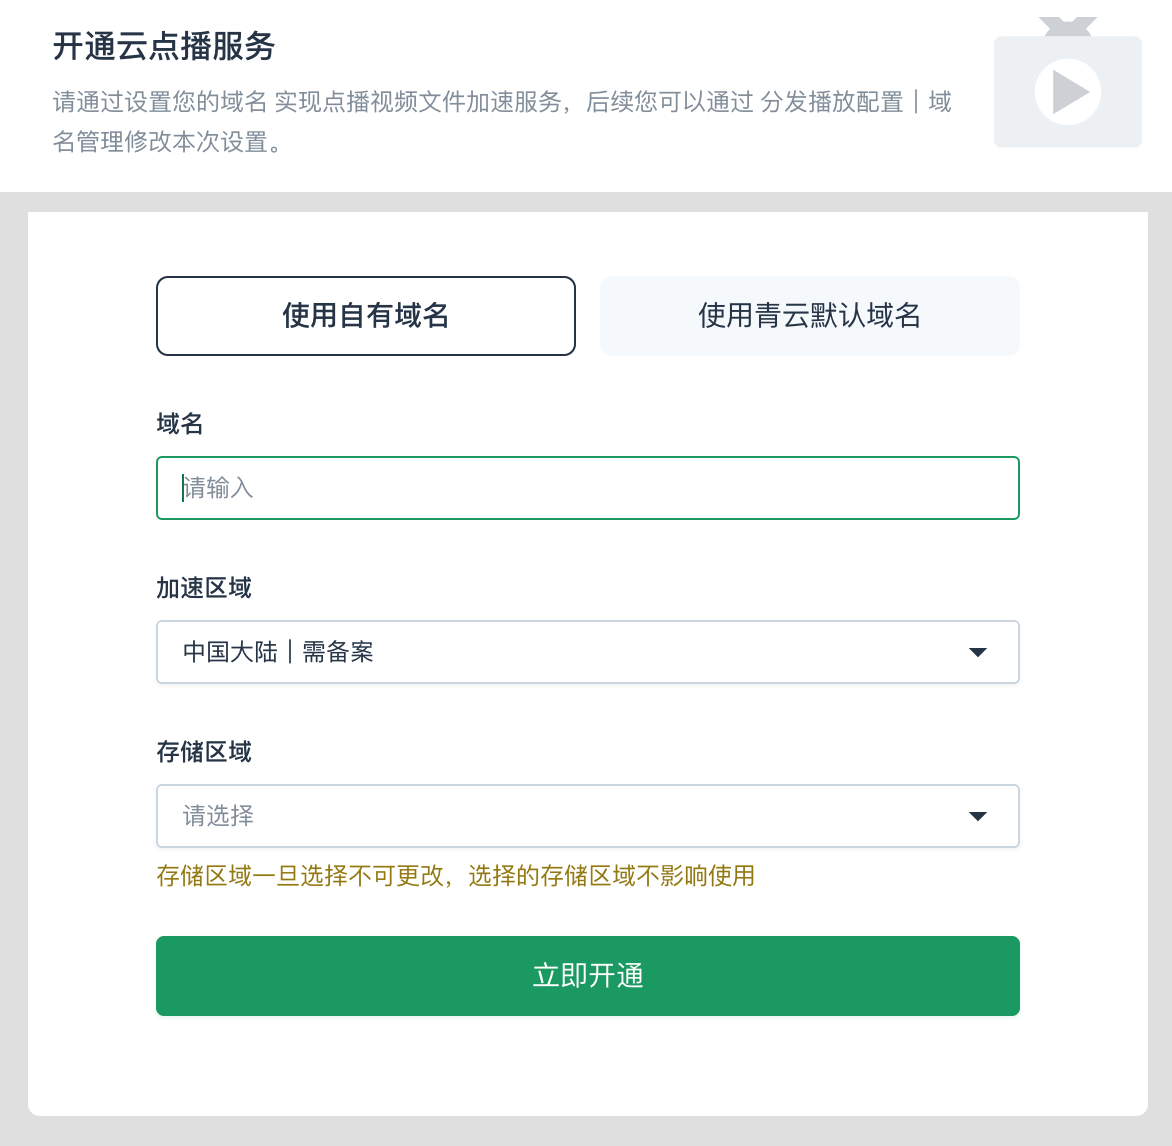 开通云点播服务
请通过设置您的域名 实现点播视频文件加速服务，后续您可以通过 分发播放配置｜域
名管理修改本次设置。
使用自有域名
使用青云默认域名
域名
请输入
加速区域
中国大陆｜需备案
存储区域
请选择
存储区域一旦选择不可更改，选择的存储区域不影响使用
立即开通